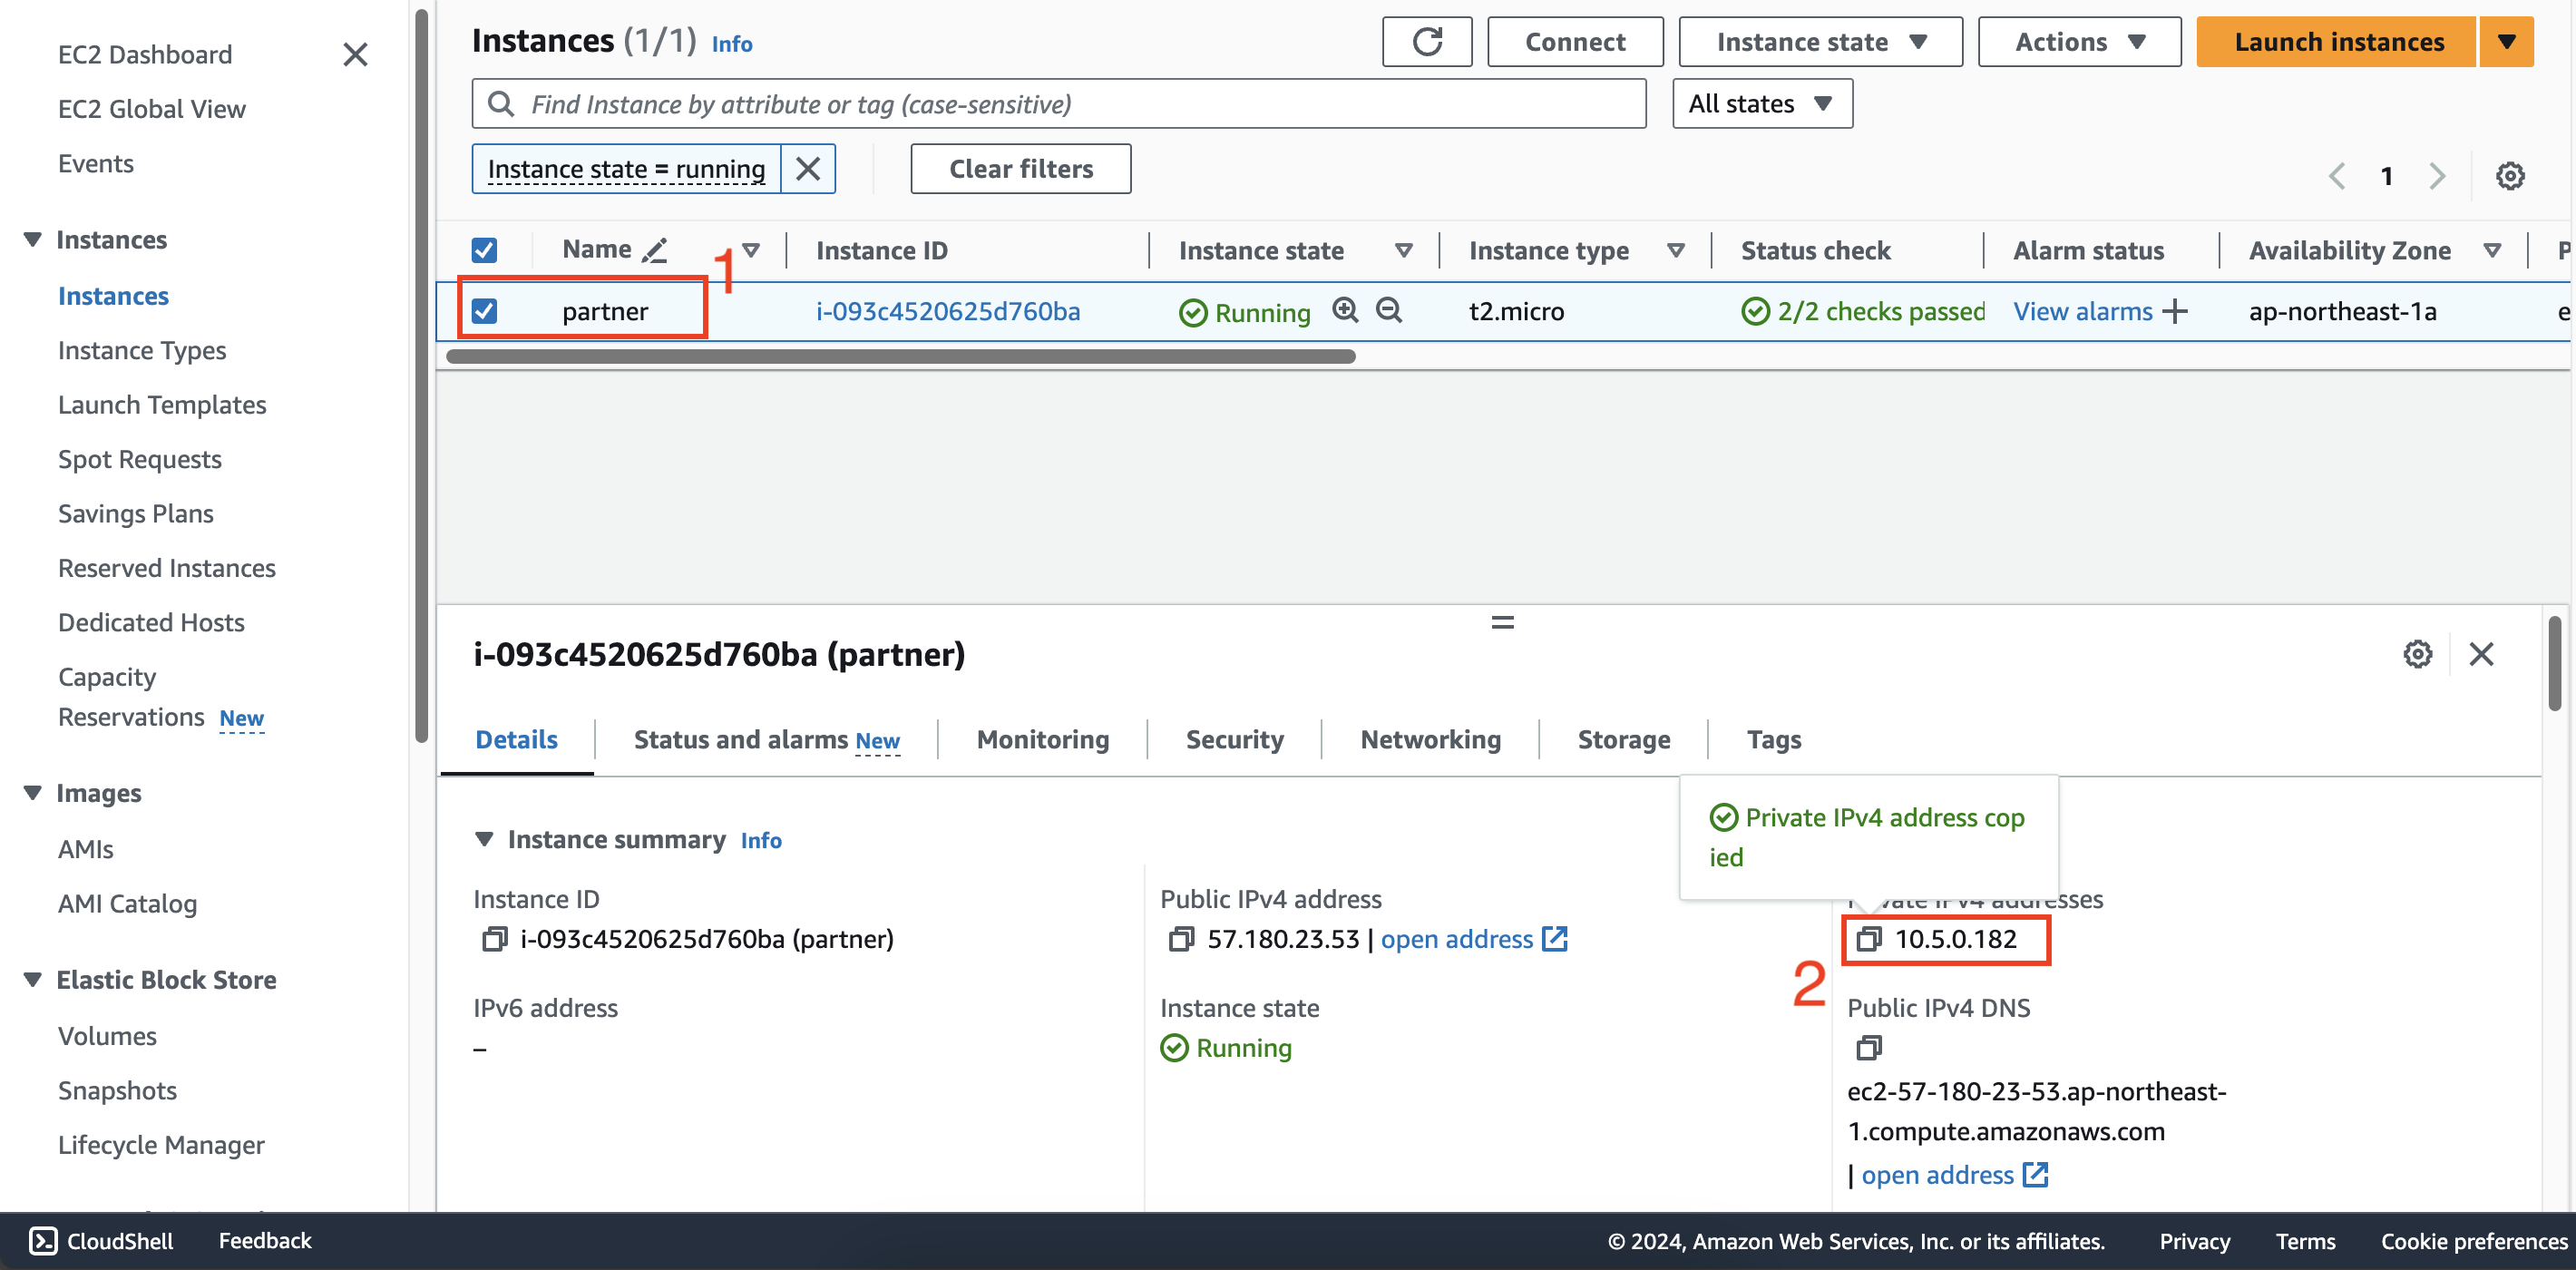 EC2 Dashboard
EC2 Global View
Events
Instances
Instances
Instance Types
Launch Templates
Spot Requests
Savings Plans
Reserved Instances
Dedicated Hosts
Capacity
Reservations New
Images
AMIs
AMI Catalog
Elastic Block Store
Volumes
Snapshots
Lifecycle Manager
Instances (1/1) Info
Connect
Instance state
Actions
Launch instances
Find Instance by attribute or tag (case-sensitive)
All states
Instance state = running
Clear filters
1
Name Instance ID Instance state Instance type Status check Alarm status Availability Zone P
1
partner i-093c4520625d760ba Running t2.micro 2/2 checks passed View alarms + ap-northeast-1a e
i-093c4520625d760ba (partner)
Details Status and alarms New Monitoring Security Networking Storage Tags
Private IPv4 address cop
ied
Instance summary Info
Instance ID
i-093c4520625d760ba (partner)
IPv6 address
–
Public IPv4 address
57.180.23.53 | open address
Instance state
Running
Private IPv4 addresses
10.5.0.182
2
Public IPv4 DNS
ec2-57-180-23-53.ap-northeast-
1.compute.amazonaws.com
| open address
CloudShell Feedback © 2024, Amazon Web Services, Inc. or its affiliates. Privacy Terms Cookie preferences